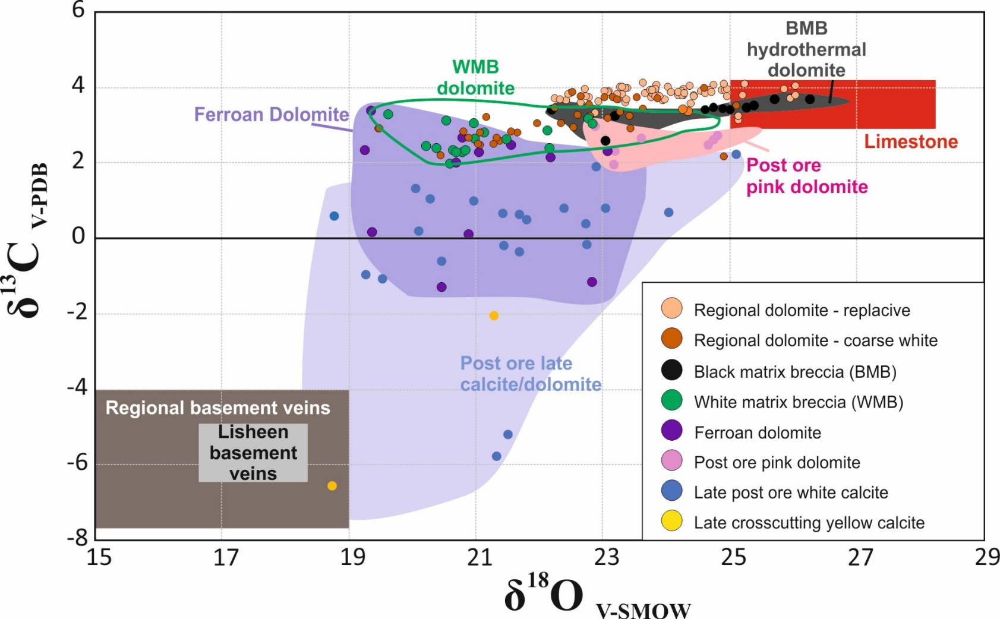 6
4
2
0
-2
-4
-6
-8
δ13C V-PDB
BMB
hydrothermal
dolomite
WMB
dolomite
Ferroan Dolomite
Limestone
Post ore
pink dolomite
Post ore late
calcite/dolomite
Regional basement veins
Lisheen
basement
veins
Regional dolomite - replacive
Regional dolomite - coarse white
Black matrix breccia (BMB)
White matrix breccia (WMB)
Ferroan dolomite
Post ore pink dolomite
Late post ore white calcite
Late crosscutting yellow calcite
15 17 19 21 23 25 27 29
δ18O V-SMOW